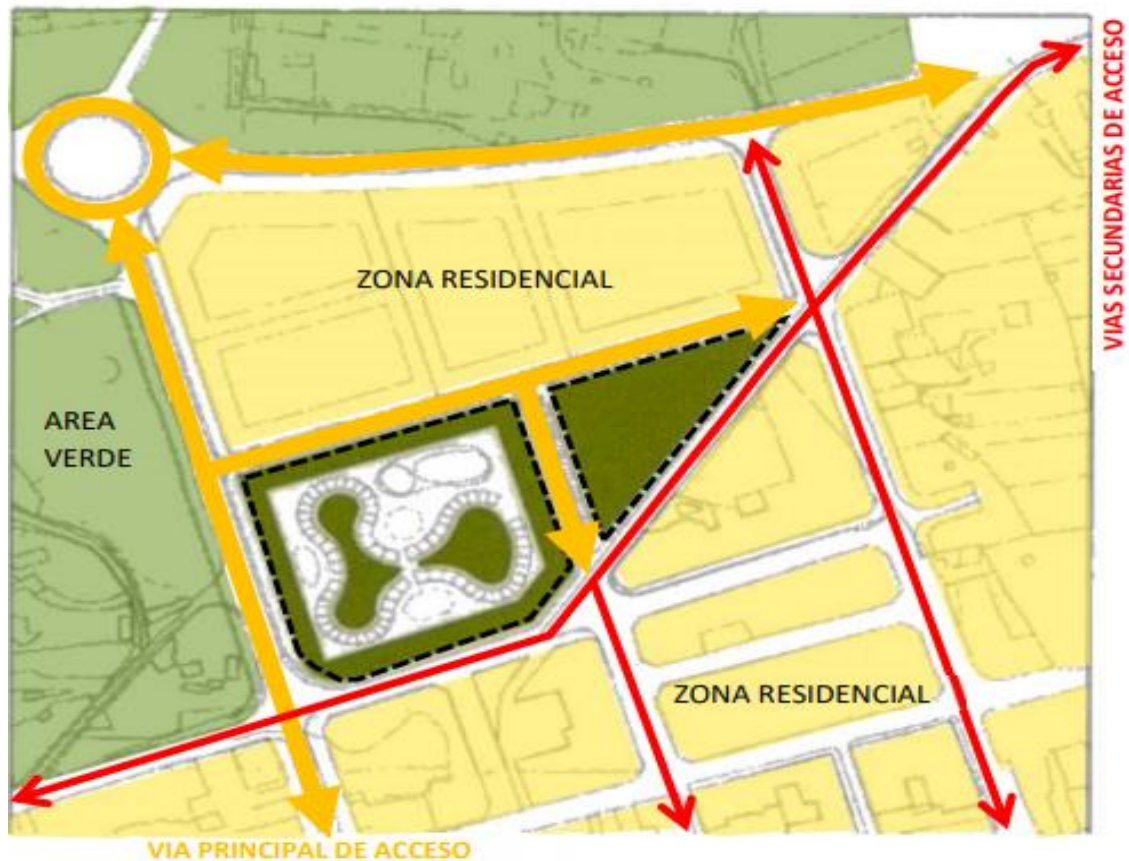 VIAS SECUNDARIAS DE ACCESO
ZONA RESIDENCIAL
AREA
VERDE
ZONA RESIDENCIAL
VIA PRINCIPAL DE ACCESO